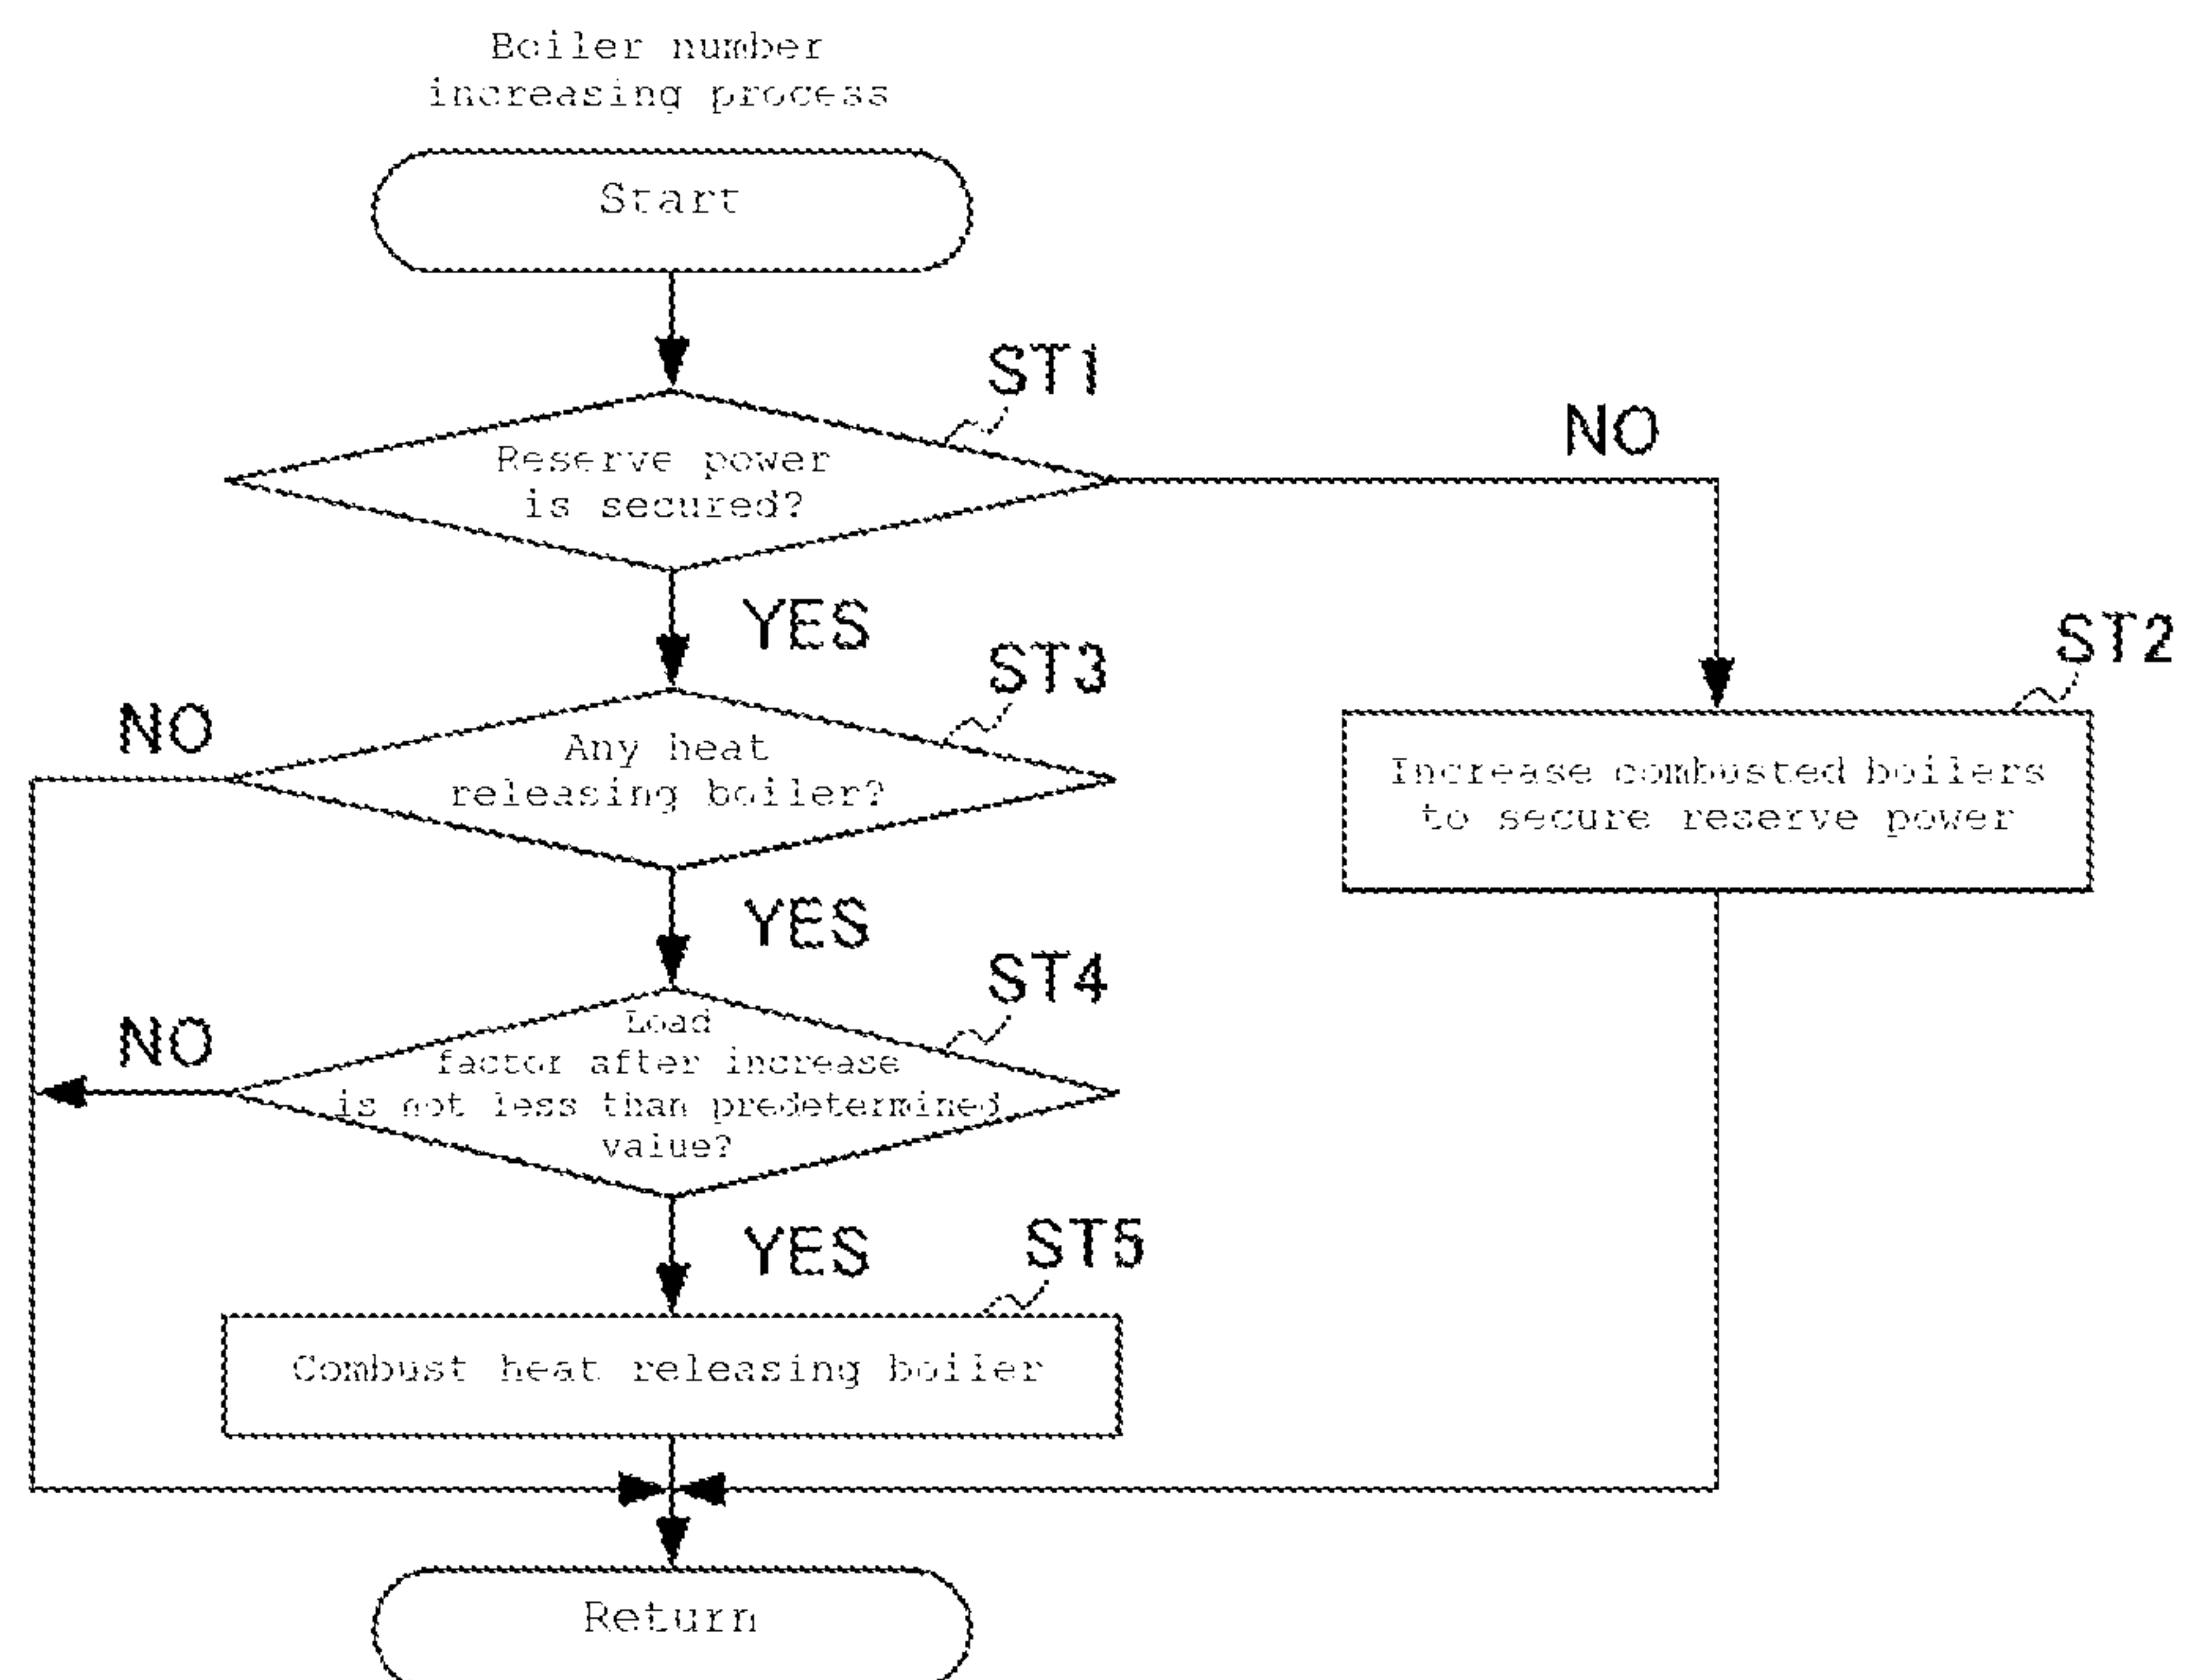 Boiler number
increasing process
Start
ST1
Reserve power
is secured?
NO
YES
ST2
Increase combusted boilers
to secure reserve power
ST3
NO
Any heat
releasing boiler?
YES
ST4
NO
Load
factor after increase
is not less than predetermined
value?
YES
ST5
Combust heat releasing boiler
Return